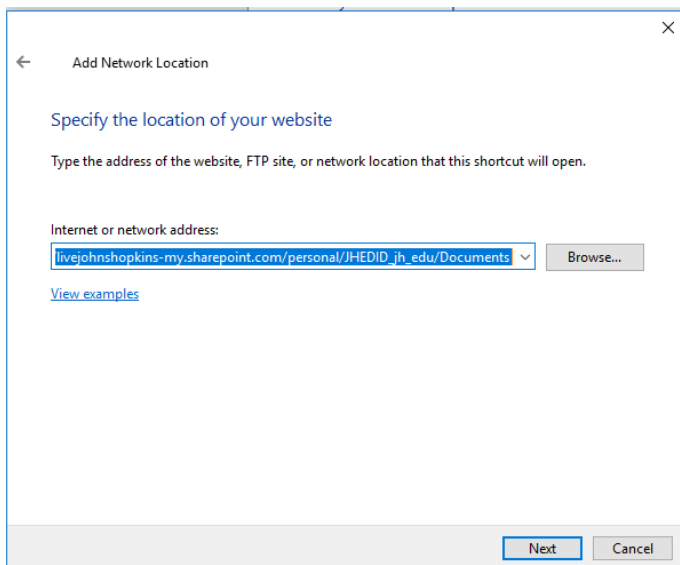 Add Network Location
Specify the location of your website
Type the address of the website, FTP site, or network location that this shortcut will open.
Internet or network address:
livejohnshopkins-my.sharepoint.com/personal/JHEDID_jh_edu/Documents
Browse...
View examples
Next
Cancel